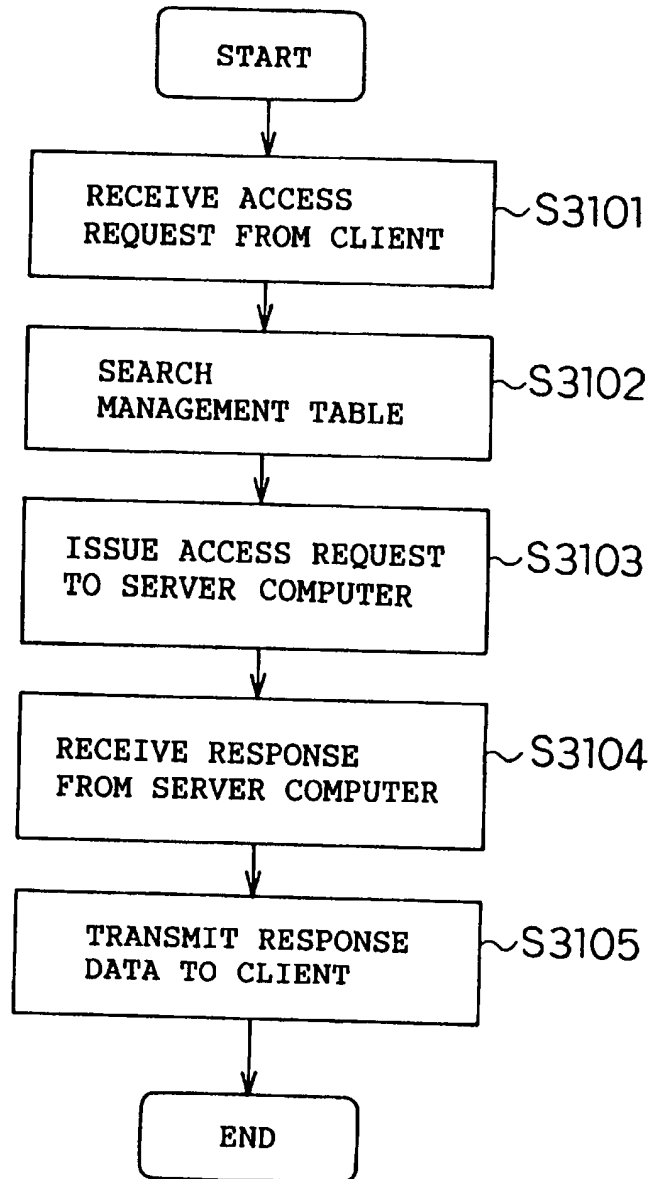 START
RECEIVE ACCESS
REQUEST FROM CLIENT
~S3101
SEARCH
MANAGEMENT TABLE
~S3102
ISSUE ACCESS REQUEST
TO SERVER COMPUTER
~S3103
RECEIVE RESPONSE
FROM SERVER COMPUTER
~S3104
TRANSMIT RESPONSE
DATA TO CLIENT
~S3105
END